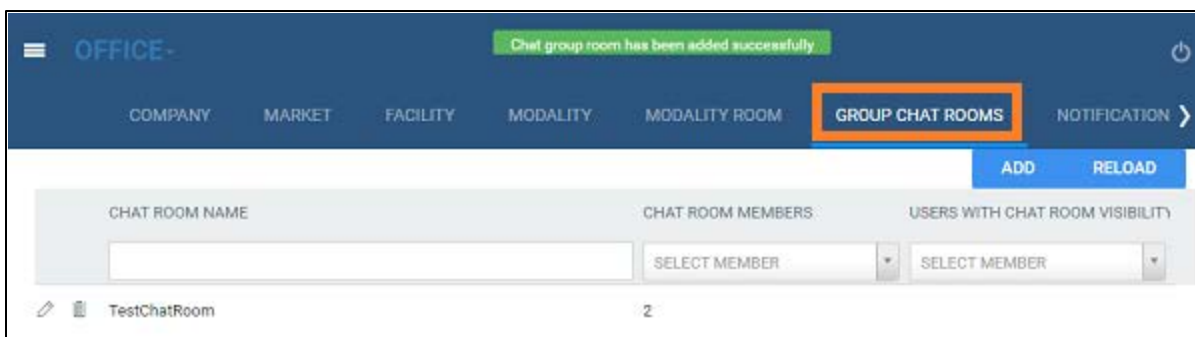 OFFICE-
Chat group room has been added successfully
COMPANY MARKET FACILITY MODALITY MODALITY ROOM GROUP CHAT ROOMS NOTIFICATION
ADD RELOAD
CHAT ROOM NAME CHAT ROOM MEMBERS USERS WITH CHAT ROOM VISIBILITY
SELECT MEMBER SELECT MEMBER
TestChatRoom 2